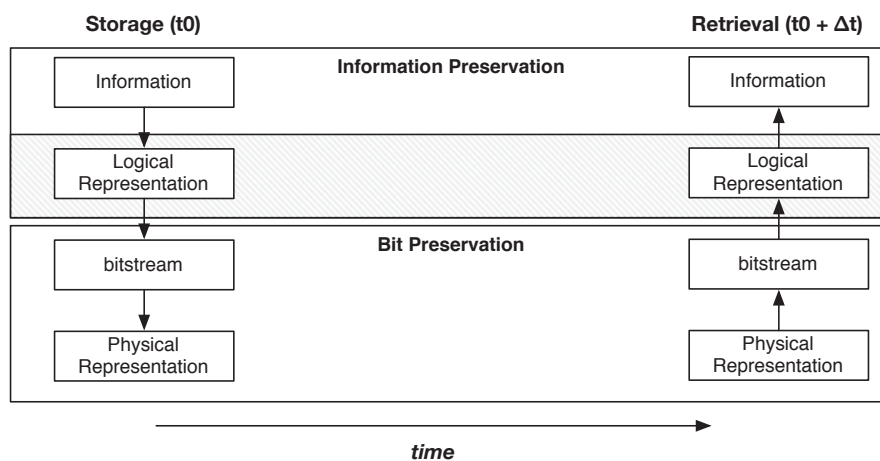 Storage (t0)
Retrieval (t0 + Δt)
Information Preservation
Information
Information
Logical
Representation
Logical
Representation
Bit Preservation
bitstream
bitstream
Physical
Representation
Physical
Representation
time